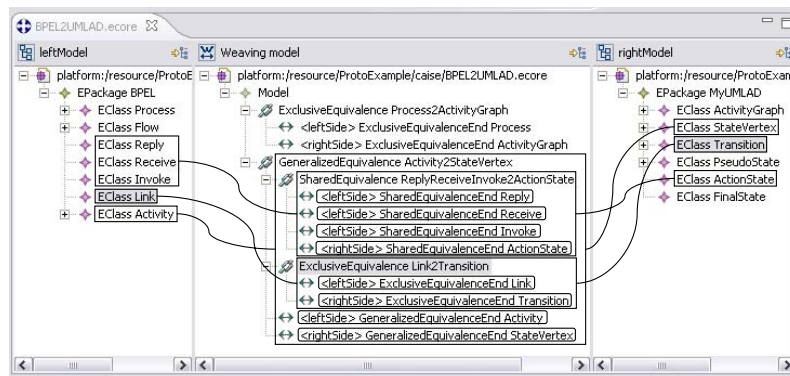 BPEL2UMLAD.ecore
leftModel
platform:/resource/ProtoE
EPackage BPEL
EClass Process
EClass Flow
EClass Reply
EClass Receive
EClass Invoke
EClass Link
EClass Activity
Weaving model
platform:/resource/ProtoExample/caise/BPEL2UMLAD.ecore
Model
ExclusiveEquivalence Process2ActivityGraph
<leftSide> ExclusiveEquivalenceEnd Process
<rightSide> ExclusiveEquivalenceEnd ActivityGraph
GeneralizedEquivalence Activity2StateVertex
SharedEquivalence ReplyReceiveInvoke2ActionState
<leftSide> SharedEquivalenceEnd Reply
<leftSide> SharedEquivalenceEnd Receive
<leftSide> SharedEquivalenceEnd Invoke
<rightSide> SharedEquivalenceEnd ActionState
ExclusiveEquivalence Link2Transition
<leftSide> ExclusiveEquivalenceEnd Link
<rightSide> ExclusiveEquivalenceEnd Transition
<leftSide> GeneralizedEquivalenceEnd Activity
<rightSide> GeneralizedEquivalenceEnd StateVertex
rightModel
platform:/resource/ProtoExan
EPackage MyUMLAD
EClass ActivityGraph
EClass StateVertex
EClass Transition
EClass PseudoState
EClass ActionState
EClass FinalState